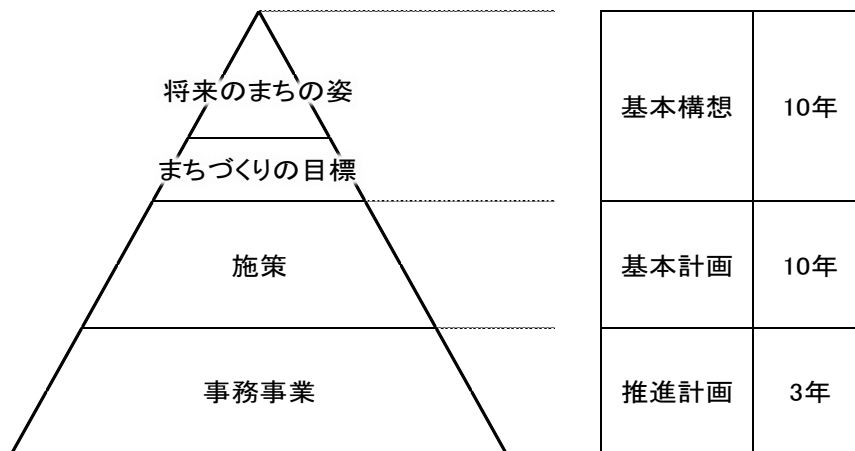 将来のまちの姿
まちづくりの目標
施策
事務事業
基本構想 10年
基本計画 10年
推進計画 3年